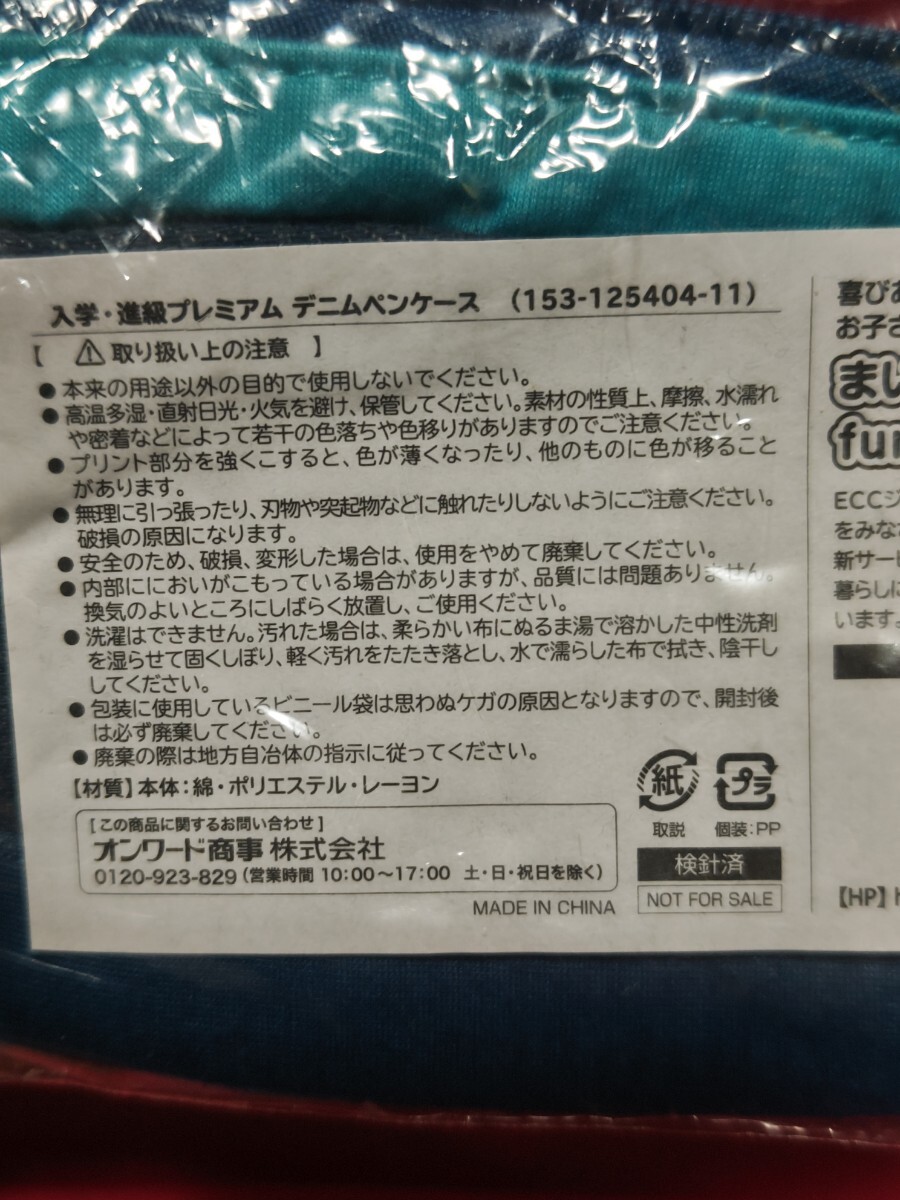 入学・進級プレミアム デニムペンケース (153-125404-11)
【 ⚠ 取り扱い上の注意 】
● 本来の用途以外の目的で使用しないでください。
● 高温多湿・直射日光・火気を避け、保管してください。素材の性質上、摩擦、水濡れ
や密着などによって若干の色落ちや色移りがありますのでご注意ください。
● プリント部分を強くこすると、色が薄くなったり、他のものに色が移ること
があります。
● 無理に引っ張ったり、刃物や突起物などに触れたりしないようにご注意ください。
破損の原因になります。
● 安全のため、破損、変形した場合は、使用をやめて廃棄してください。
● 内部ににおいがこもっている場合がありますが、品質には問題ありません。
換気のよいところにしばらく放置し、ご使用ください。
● 洗濯はできません。汚れた場合は、柔らかい布にぬるま湯で溶かした中性洗剤
を湿らせて固くしぼり、軽く汚れをたたき落とし、水で濡らした布で拭き、陰干し
してください。
● 包装に使用しているビニール袋は思わぬケガの原因となりますので、開封後
は必ず廃棄してください。
● 廃棄の際は地方自治体の指示に従ってください。
【材質】本体:綿・ポリエステル・レーヨン
[この商品に関するお問い合わせ]
オンワード商事 株式会社
0120-923-829 (営業時間 10:00~17:00 土・日・祝日を除く)
MADE IN CHINA
紙 プラ
取説 個装:PP
検針済
NOT FOR SALE
喜び
お子
ま
fu
ECC
をみな
新サー
暮らしに
います。
【HP】